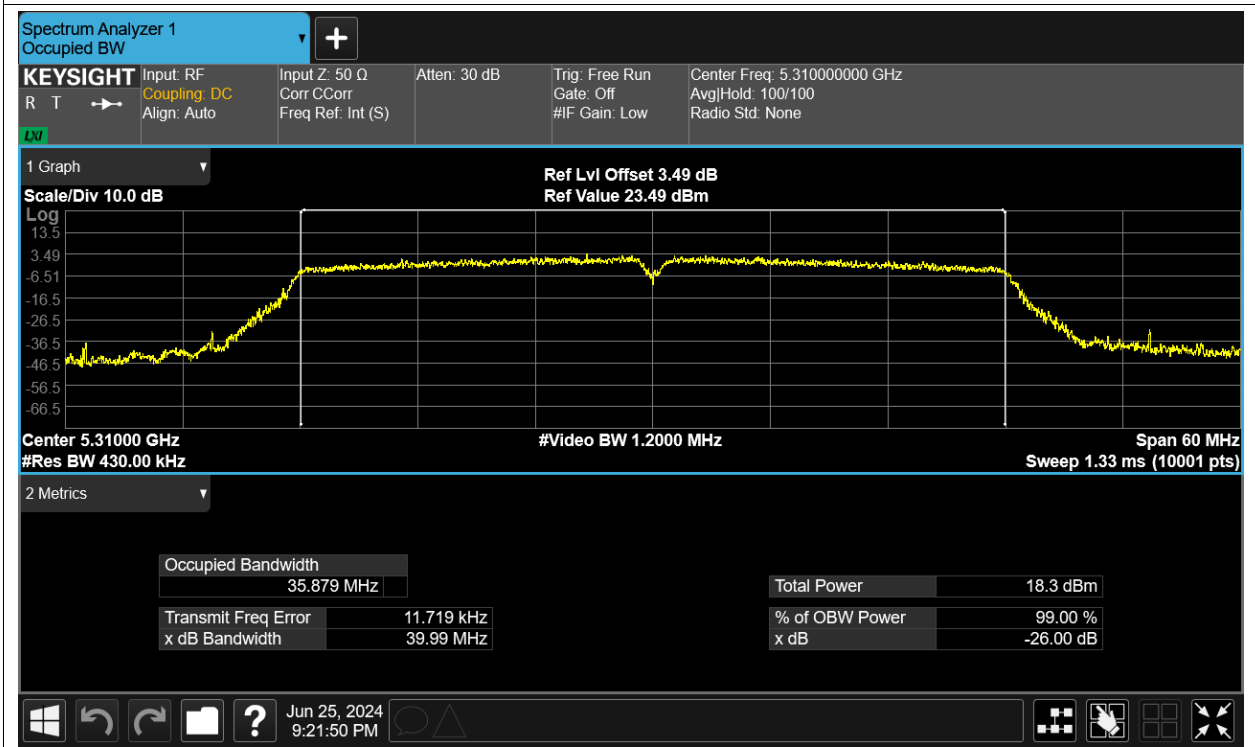 Spectrum Analyzer 1
Occupied BW
KEYSIGHT
R T
LXI
Input: RF
Coupling: DC
Align: Auto
Input Z: 50 Ω
Corr CCorr
Freq Ref: Int (S)
Atten: 30 dB
Trig: Free Run
Gate: Off
#IF Gain: Low
Center Freq: 5.310000000 GHz
Avg|Hold: 100/100
Radio Std: None
1 Graph
Scale/Div 10.0 dB
Ref Lvl Offset 3.49 dB
Ref Value 23.49 dBm
Log
13.5
3.49
-6.51
-16.5
-26.5
-36.5
-46.5
-56.5
-66.5
Center 5.31000 GHz
#Res BW 430.00 kHz
#Video BW 1.2000 MHz
Span 60 MHz
Sweep 1.33 ms (10001 pts)
2 Metrics
Occupied Bandwidth
35.879 MHz
Transmit Freq Error 11.719 kHz
x dB Bandwidth 39.99 MHz
Total Power 18.3 dBm
% of OBW Power 99.00 %
x dB -26.00 dB
?
Jun 25, 2024
9:21:50 PM